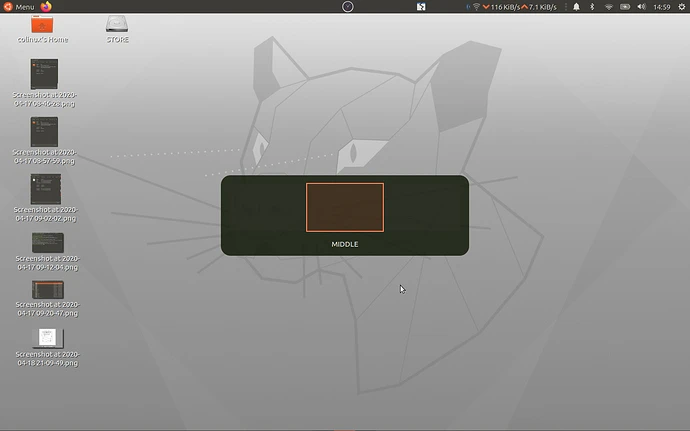 Menu
116 KiB/s
7.1 KiB/s
14:59
colinux's Home
STORE
Screenshot at 2020-
04-17 08-46-28.png
Screenshot at 2020-
04-17 08-57-59.png
Screenshot at 2020-
04-17 09-02-02.png
Screenshot at 2020-
04-17 09-12-04.png
Screenshot at 2020-
04-17 09-20-47.png
Screenshot at 2020-
04-18 21-09-49.png
MIDDLE